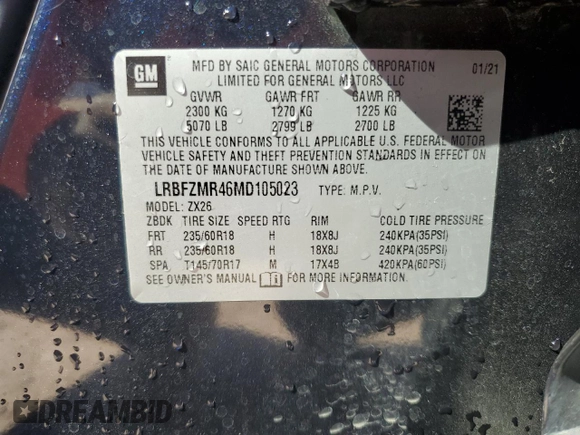 GM
MFD BY SAIC GENERAL MOTORS CORPORATION 01/21
LIMITED FOR GENERAL MOTORS LLC
GVWR GAWR FRT GAWR RR
2300 KG 1270 KG 1225 KG
5070 LB 2799 LB 2700 LB
THIS VEHICLE CONFORMS TO ALL APPLICABLE U.S. FEDERAL MOTOR
VEHICLE SAFETY AND THEFT PREVENTION STANDARDS IN EFFECT ON
THE DATE OF MANUFACTURE SHOWN ABOVE.
LRBFZMR46MD105023 TYPE: M.P.V.
MODEL: ZX26
ZBDK TIRE SIZE SPEED RTG RIM COLD TIRE PRESSURE
FRT 235/60R18 H 18X8J 240KPA(35PSI)
RR 235/60R18 H 18X8J 240KPA(35PSI)
SPA T145/70R17 M 17X4B 420KPA(60PSI)
SEE OWNER'S MANUAL FOR MORE INFORMATION.
DREAMBID